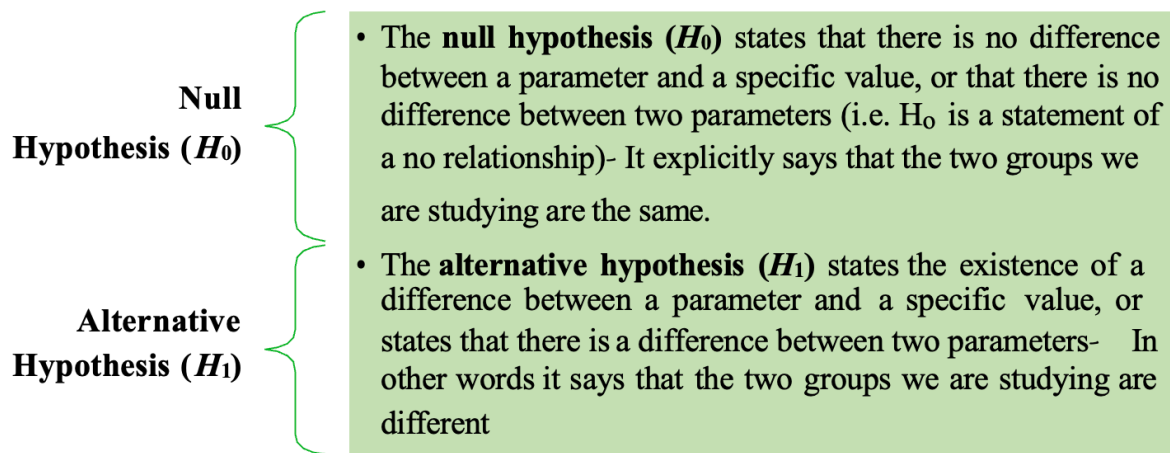 Null
Hypothesis (H0)
• The null hypothesis (H0) states that there is no difference
between a parameter and a specific value, or that there is no
difference between two parameters (i.e. Ho is a statement of
a no relationship)- It explicitly says that the two groups we
are studying are the same.
Alternative
Hypothesis (H1)
• The alternative hypothesis (H1) states the existence of a
difference between a parameter and a specific value, or
states that there is a difference between two parameters- In
other words it says that the two groups we are studying are
different